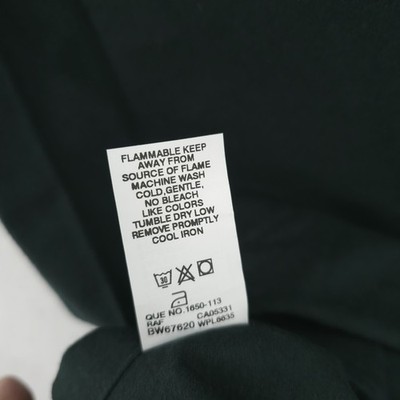 FLAMMABLE KEEP
AWAY FROM
SOURCE OF FLAME
MACHINE WASH
COLD,GENTLE,
NO BLEACH
LIKE COLORS
TUMBLE DRY LOW
REMOVE PROMPTLY
COOL IRON
30
QUE NO.1650-113
RAF CA05331
BW67620 WPL8635